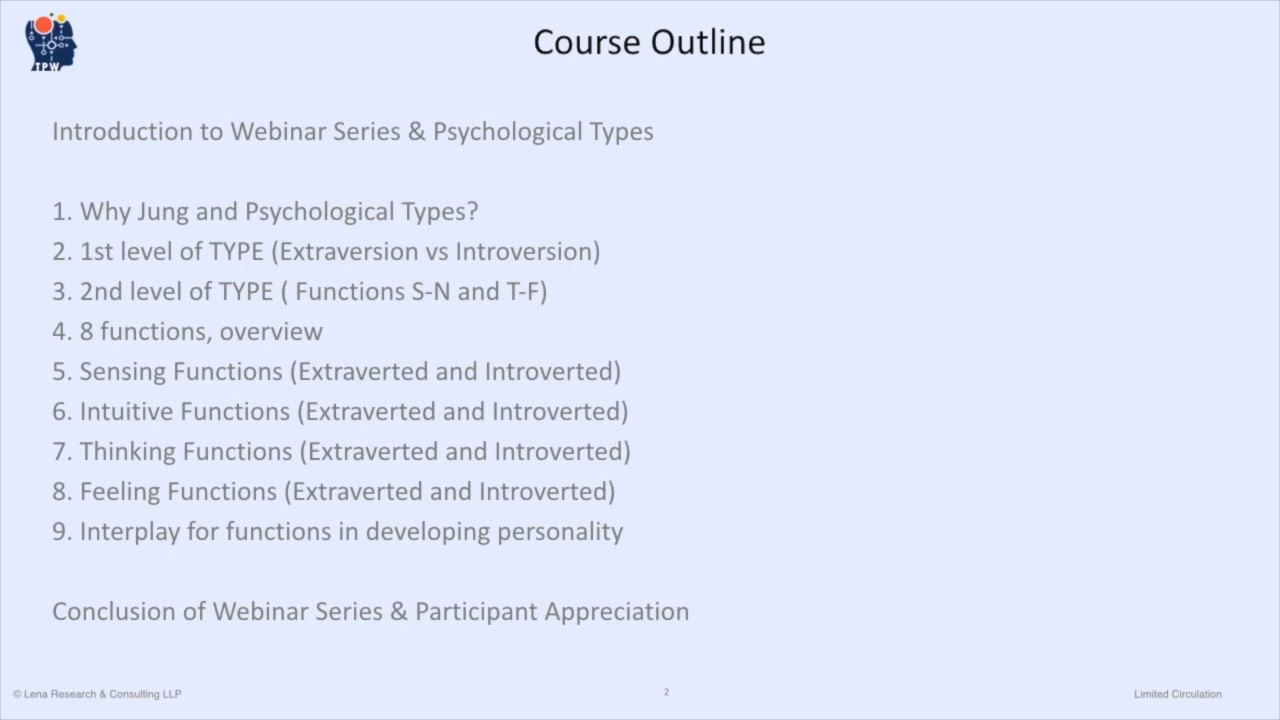 TPW
Course Outline
Introduction to Webinar Series & Psychological Types
1. Why Jung and Psychological Types?
2. 1st level of TYPE (Extraversion vs Introversion)
3. 2nd level of TYPE ( Functions S-N and T-F)
4. 8 functions, overview
5. Sensing Functions (Extraverted and Introverted)
6. Intuitive Functions (Extraverted and Introverted)
7. Thinking Functions (Extraverted and Introverted)
8. Feeling Functions (Extraverted and Introverted)
9. Interplay for functions in developing personality
Conclusion of Webinar Series & Participant Appreciation
© Lena Research & Consulting LLP
2
Limited Circulation